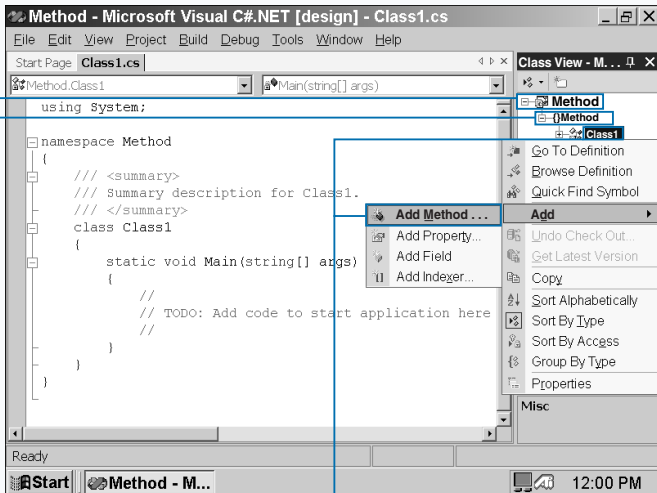 Method - Microsoft Visual C#.NET [design] - Class1.cs
File Edit View Project Build Debug Tools Window Help
Start Page Class1.cs
Class View - M...
Method.Class1
Main(string[] args)
using System;
namespace Method
{
/// <summary>
/// Summary description for Class1.
/// </summary>
class Class1
{
static void Main(string[] args)
{
//
// TODO: Add code to start application here
//
}
}
}
Method
{}Method
Class1
Go To Definition
Browse Definition
Quick Find Symbol
Add
Undo Check Out...
Get Latest Version
Copy
Sort Alphabetically
Sort By Type
Sort By Access
Group By Type
Properties
Add Method ...
Add Property...
Add Field
Add Indexer...
Misc
Ready
Start
Method - M...
12:00 PM